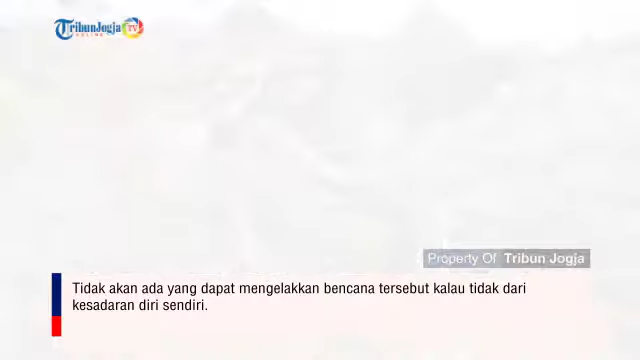 TribunJogja TV
ONLINE
Property Of Tribun Jogja
Tidak akan ada yang dapat mengelakkan bencana tersebut kalau tidak dari
kesadaran diri sendiri.